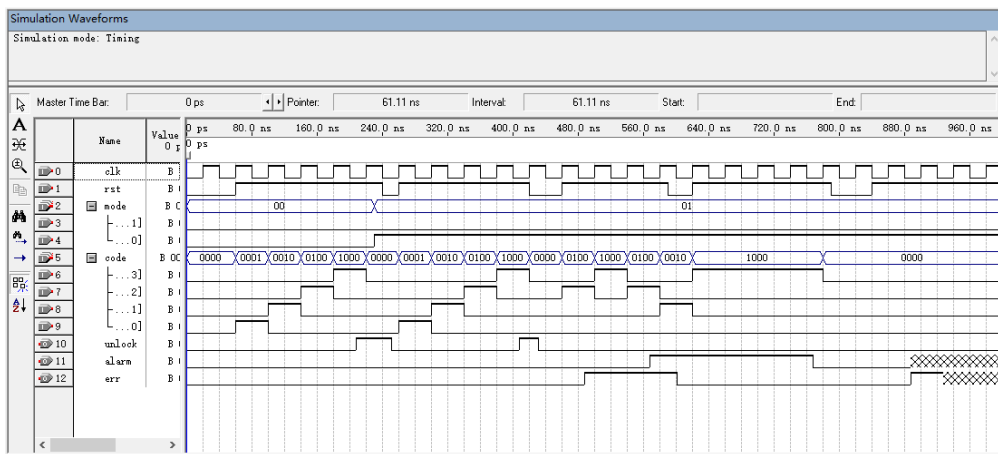 Simulation Waveforms
Simulation mode: Timing
Master Time Bar: 0 ps Pointer: 61.11 ns Interval: 61.11 ns Start: End:
Name Value 0 p
0 ps 80.0 ns 160.0 ns 240.0 ns 320.0 ns 400.0 ns 480.0 ns 560.0 ns 640.0 ns 720.0 ns 800.0 ns 880.0 ns 960.0 ns
0 ps
0 clk B
1 rst B
2 mode B 00 01
3 ...1] B
4 ...0] B
5 code B 0000 0001 0010 0100 1000 0000 0001 0010 0100 1000 0000 0100 1000 0100 0010 1000 0000
6 ...3] B
7 ...2] B
8 ...1] B
9 ...0] B
10 unlock B
11 alarm B
12 err B